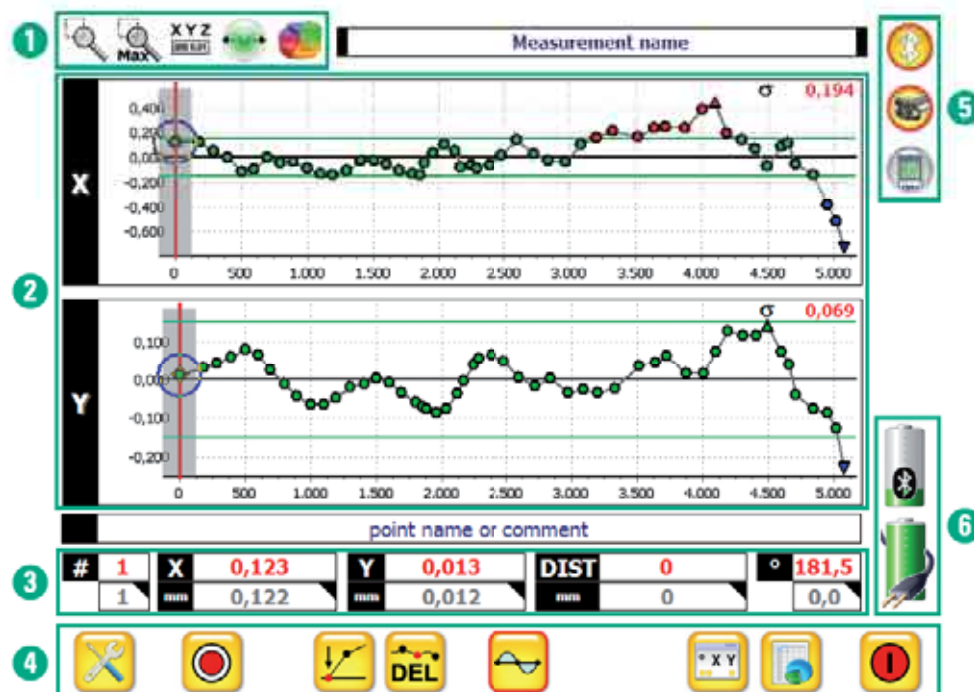 1
Max
X Y Z
Measurement name
5
2
X
σ 0,194
0,400
0,200
0,000
-0,200
-0,400
-0,600
0 500 1.000 1.500 2.000 2.500 3.000 3.500 4.000 4.500 5.000
Y
σ 0,069
0,100
0,000
-0,100
-0,200
0 500 1.000 1.500 2.000 2.500 3.000 3.500 4.000 4.500 5.000
6
point name or comment
3
# 1 X 0,123 Y 0,013 DIST 0 ° 181,5
1 mm 0,122 mm 0,012 mm 0 0,0
4
DEL
° X Y